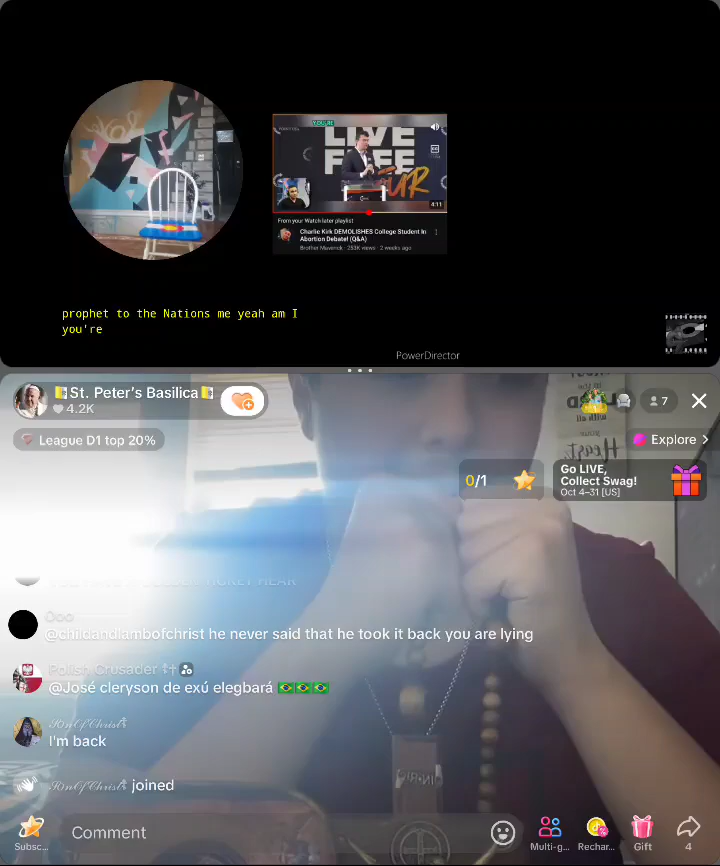 YOU'RE
LIVE
FREE
4:11
From your Watch later playlist
Charlie Kirk DEMOLISHES College Student In
Abortion Debate! (Q&A)
Brother Maverick · 253K views · 2 weeks ago
prophet to the Nations me yeah am I
you're
PowerDirector
St. Peter's Basilica
4.2K
7
League D1 top 20%
Explore
0/1
Go LIVE,
Collect Swag!
Oct 4–31 [US]
@childandlambofchrist he never said that he took it back you are lying
Polish Crusader
@José cleryson de exú elegbará 🇧🇷🇧🇷🇧🇷
I'm back
joined
Comment
Subsc...
Multi-g...
Rechar...
Gift
4